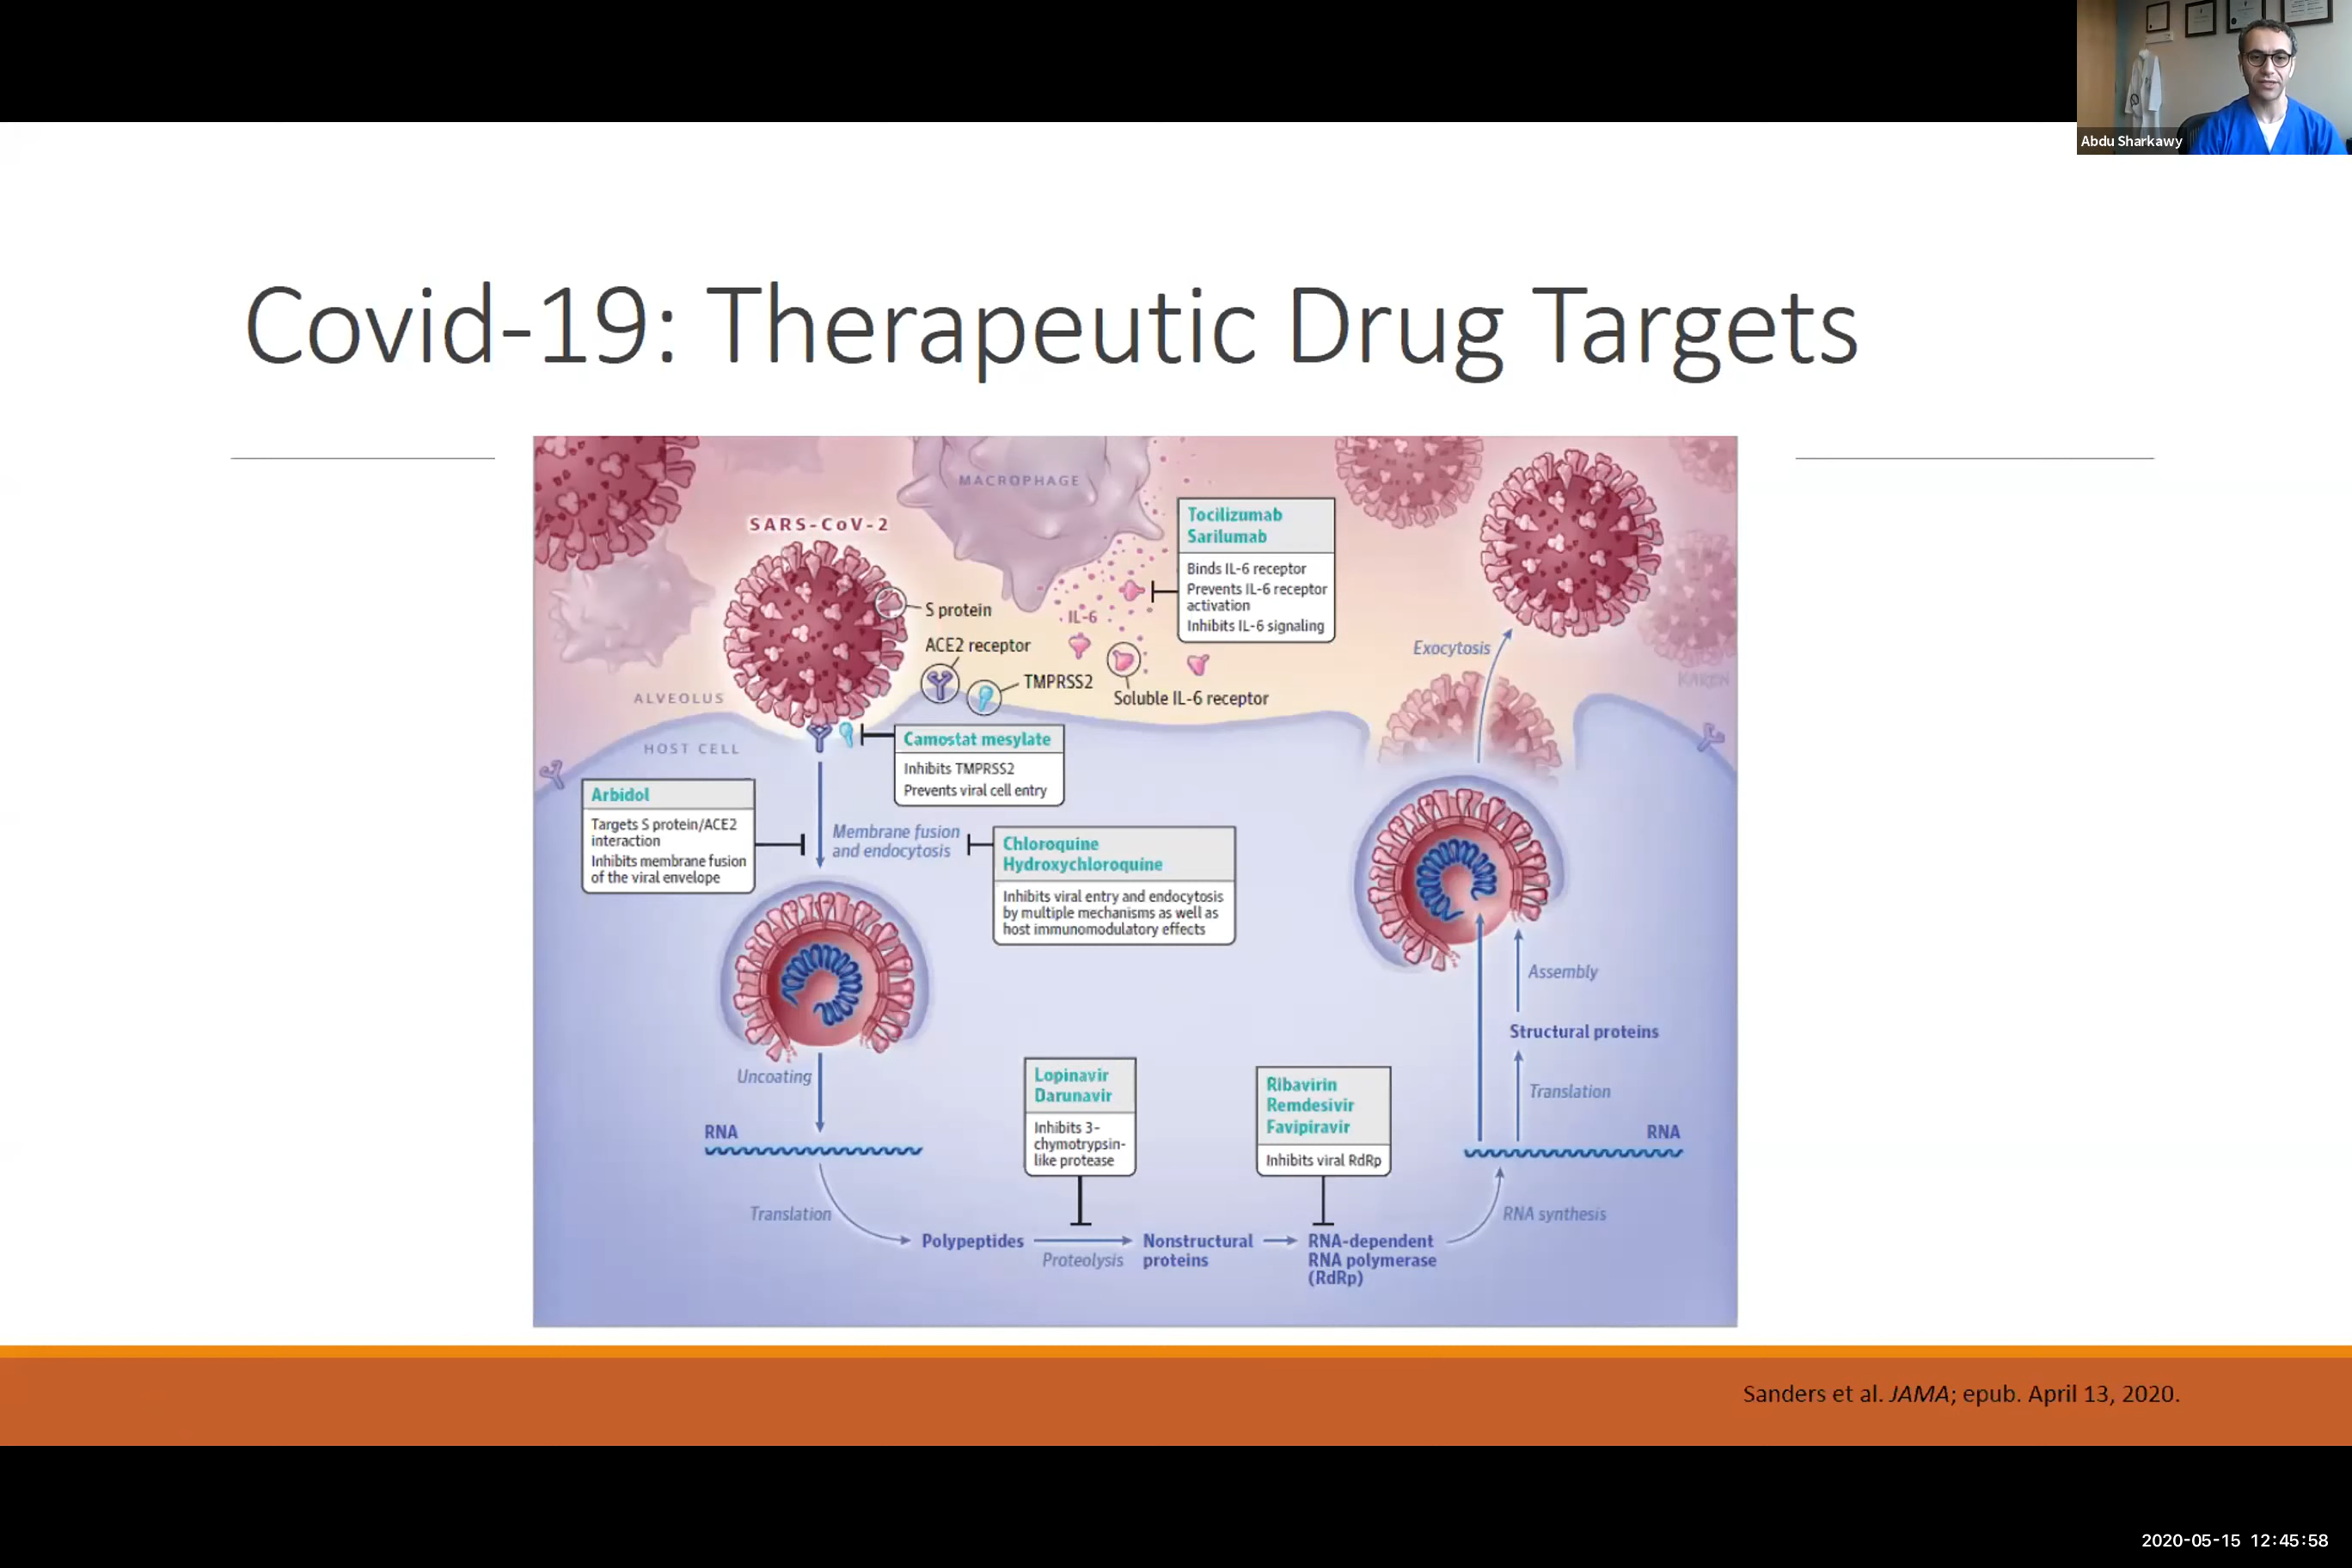 Abdu Sharkawy
Covid-19: Therapeutic Drug Targets
MACROPHAGE
SARS-CoV-2
S protein
ACE2 receptor
TMPRSS2
IL-6
Soluble IL-6 receptor
Tocilizumab
Sarilumab
Binds IL-6 receptor
Prevents IL-6 receptor
activation
Inhibits IL-6 signaling
Exocytosis
KAREN
ALVEOLUS
HOST CELL
Camostat mesylate
Inhibits TMPRSS2
Prevents viral cell entry
Arbidol
Targets S protein/ACE2
interaction
Inhibits membrane fusion
of the viral envelope
Membrane fusion
and endocytosis
Chloroquine
Hydroxychloroquine
Inhibits viral entry and endocytosis
by multiple mechanisms as well as
host immunomodulatory effects
Uncoating
RNA
Translation
Polypeptides
Proteolysis
Lopinavir
Darunavir
Inhibits 3-
chymotrypsin-
like protease
Nonstructural
proteins
Ribavirin
Remdesivir
Favipiravir
Inhibits viral RdRp
RNA-dependent
RNA polymerase
(RdRp)
RNA synthesis
RNA
Translation
Structural proteins
Assembly
Sanders et al. JAMA; epub. April 13, 2020.
2020-05-15 12:45:58